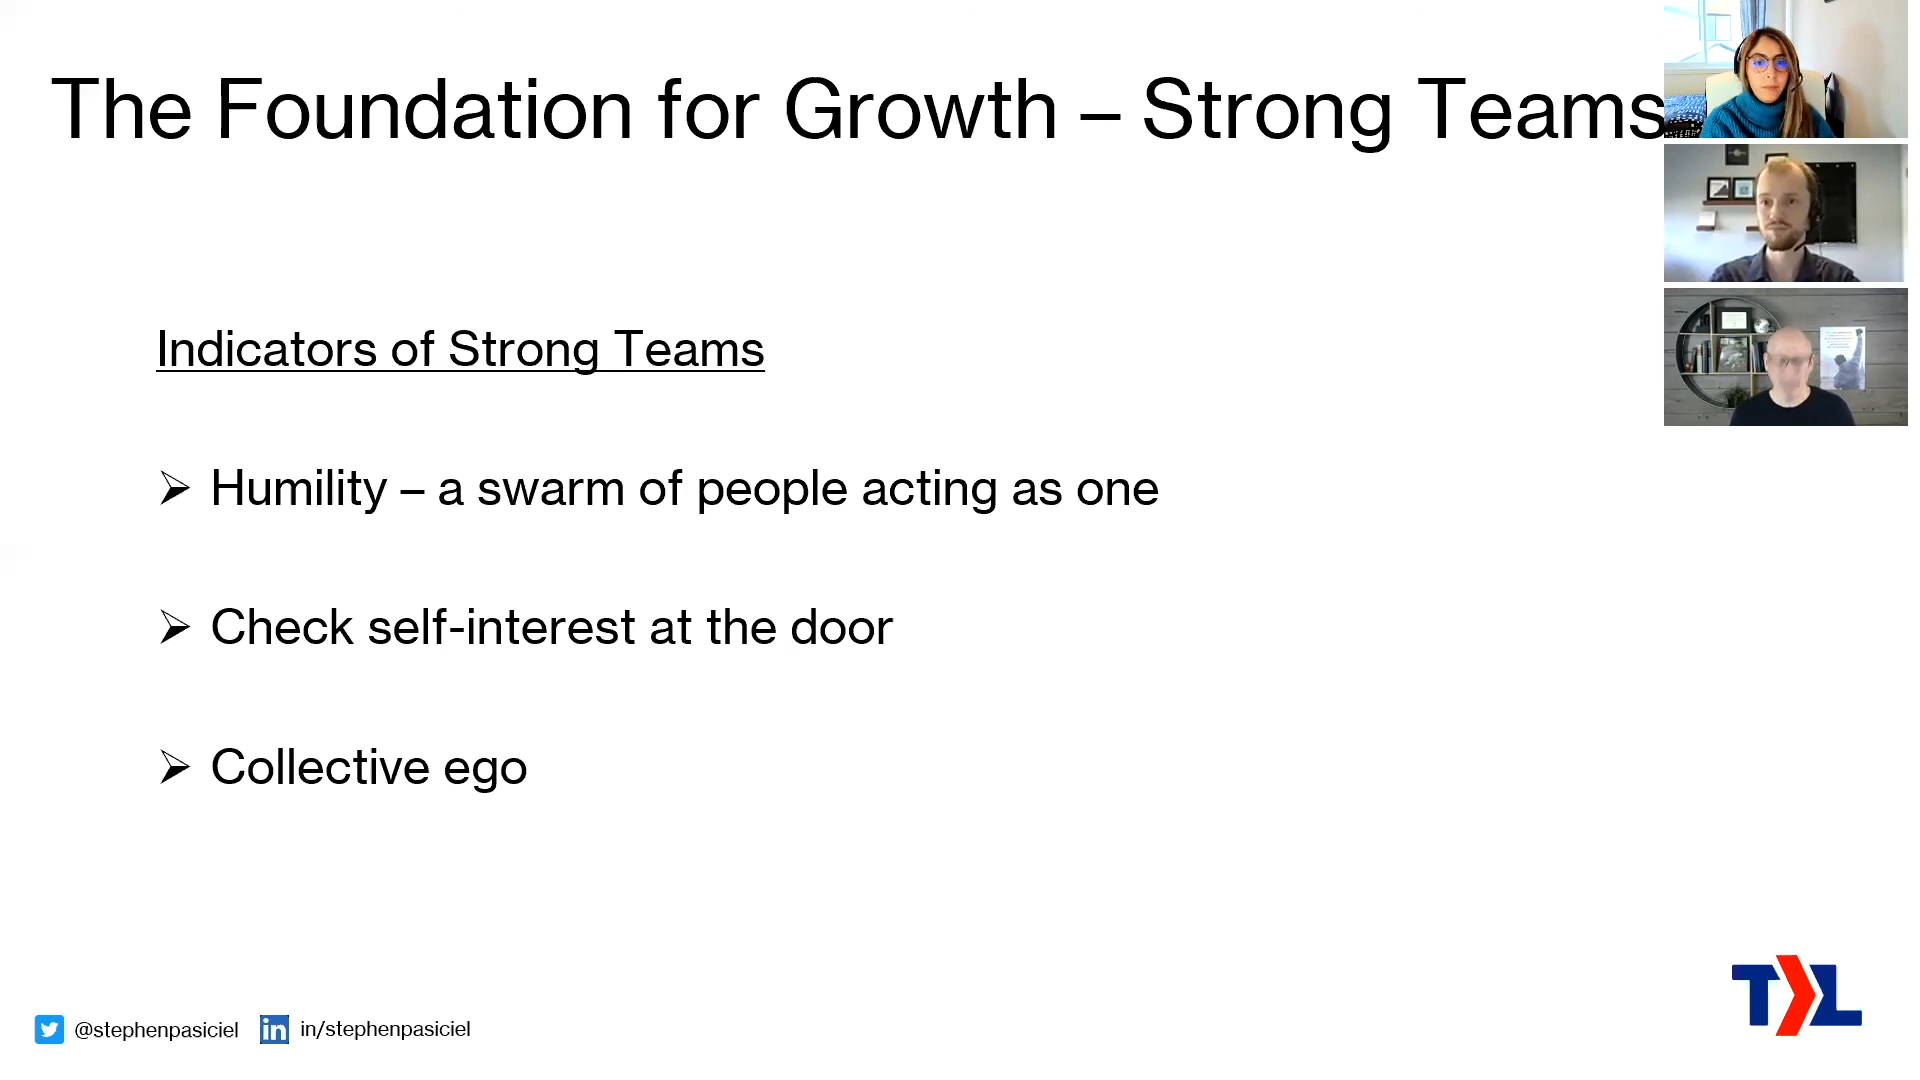 The Foundation for Growth – Strong Teams
Indicators of Strong Teams
➢ Humility – a swarm of people acting as one
➢ Check self-interest at the door
➢ Collective ego
@stephenpasiciel in/stephenpasiciel
TL